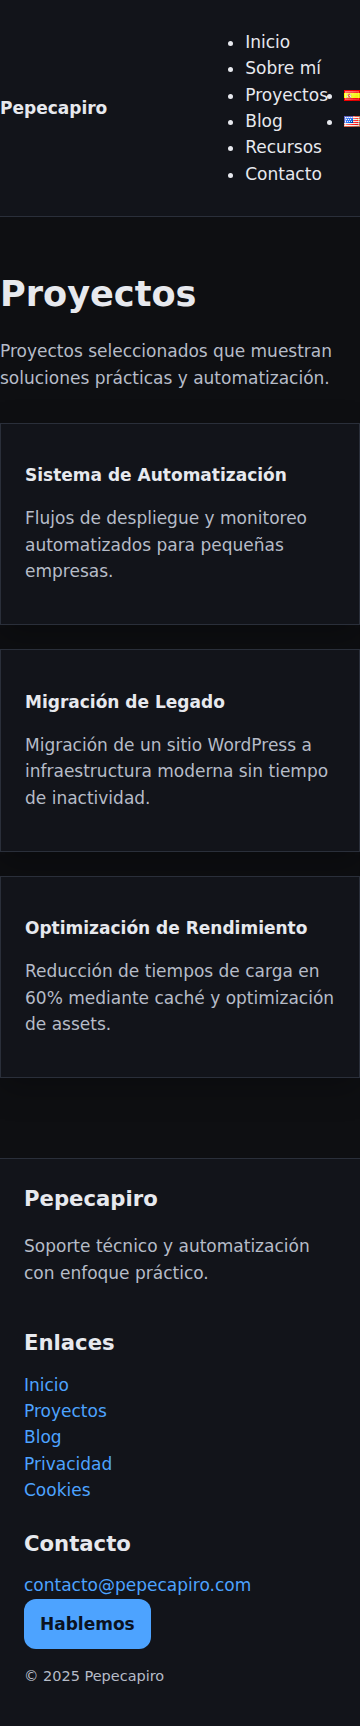 Pepecapiro
Inicio
Sobre mí
Proyectos
Blog
Recursos
Contacto
Proyectos
Proyectos seleccionados que muestran
soluciones prácticas y automatización.
Sistema de Automatización
Flujos de despliegue y monitoreo
automatizados para pequeñas
empresas.
Migración de Legado
Migración de un sitio WordPress a
infraestructura moderna sin tiempo
de inactividad.
Optimización de Rendimiento
Reducción de tiempos de carga en
60% mediante caché y optimización
de assets.
Pepecapiro
Soporte técnico y automatización
con enfoque práctico.
Enlaces
Inicio
Proyectos
Blog
Privacidad
Cookies
Contacto
contacto@pepecapiro.com
Hablemos
© 2025 Pepecapiro